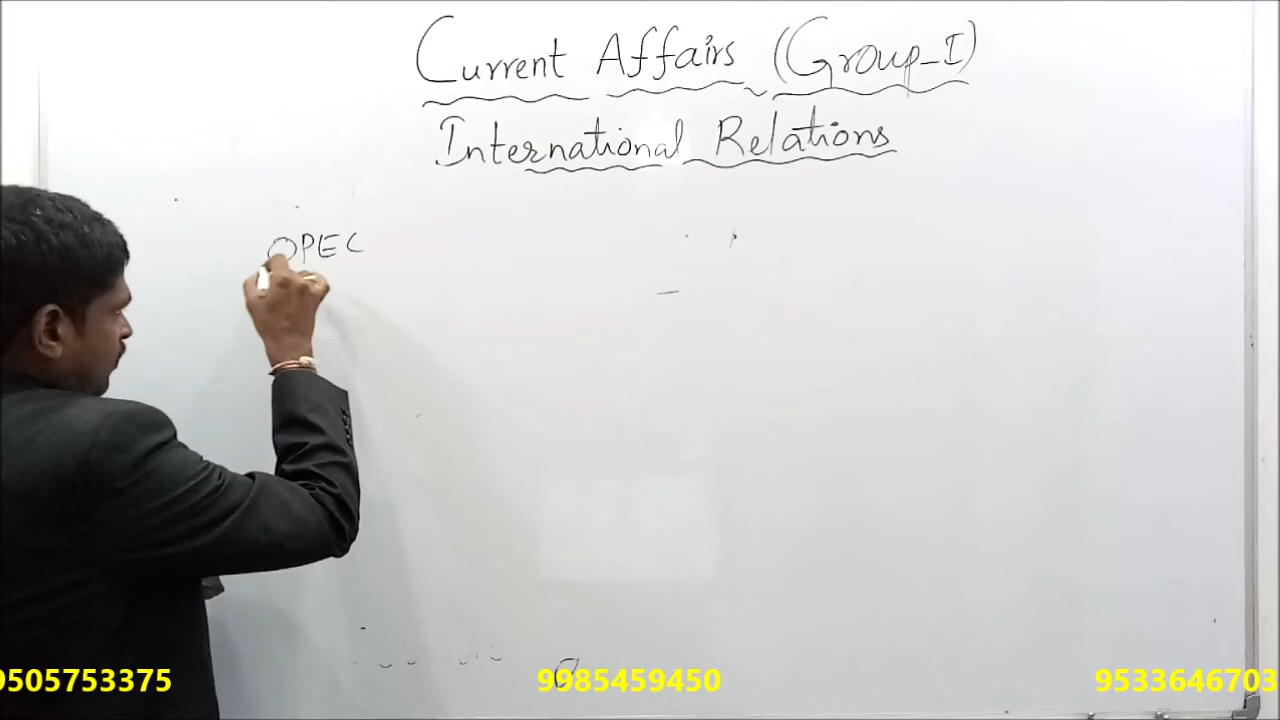 Current Affairs (Group-I)
International Relations
OPEC
9505753375 9985459450 9533646703